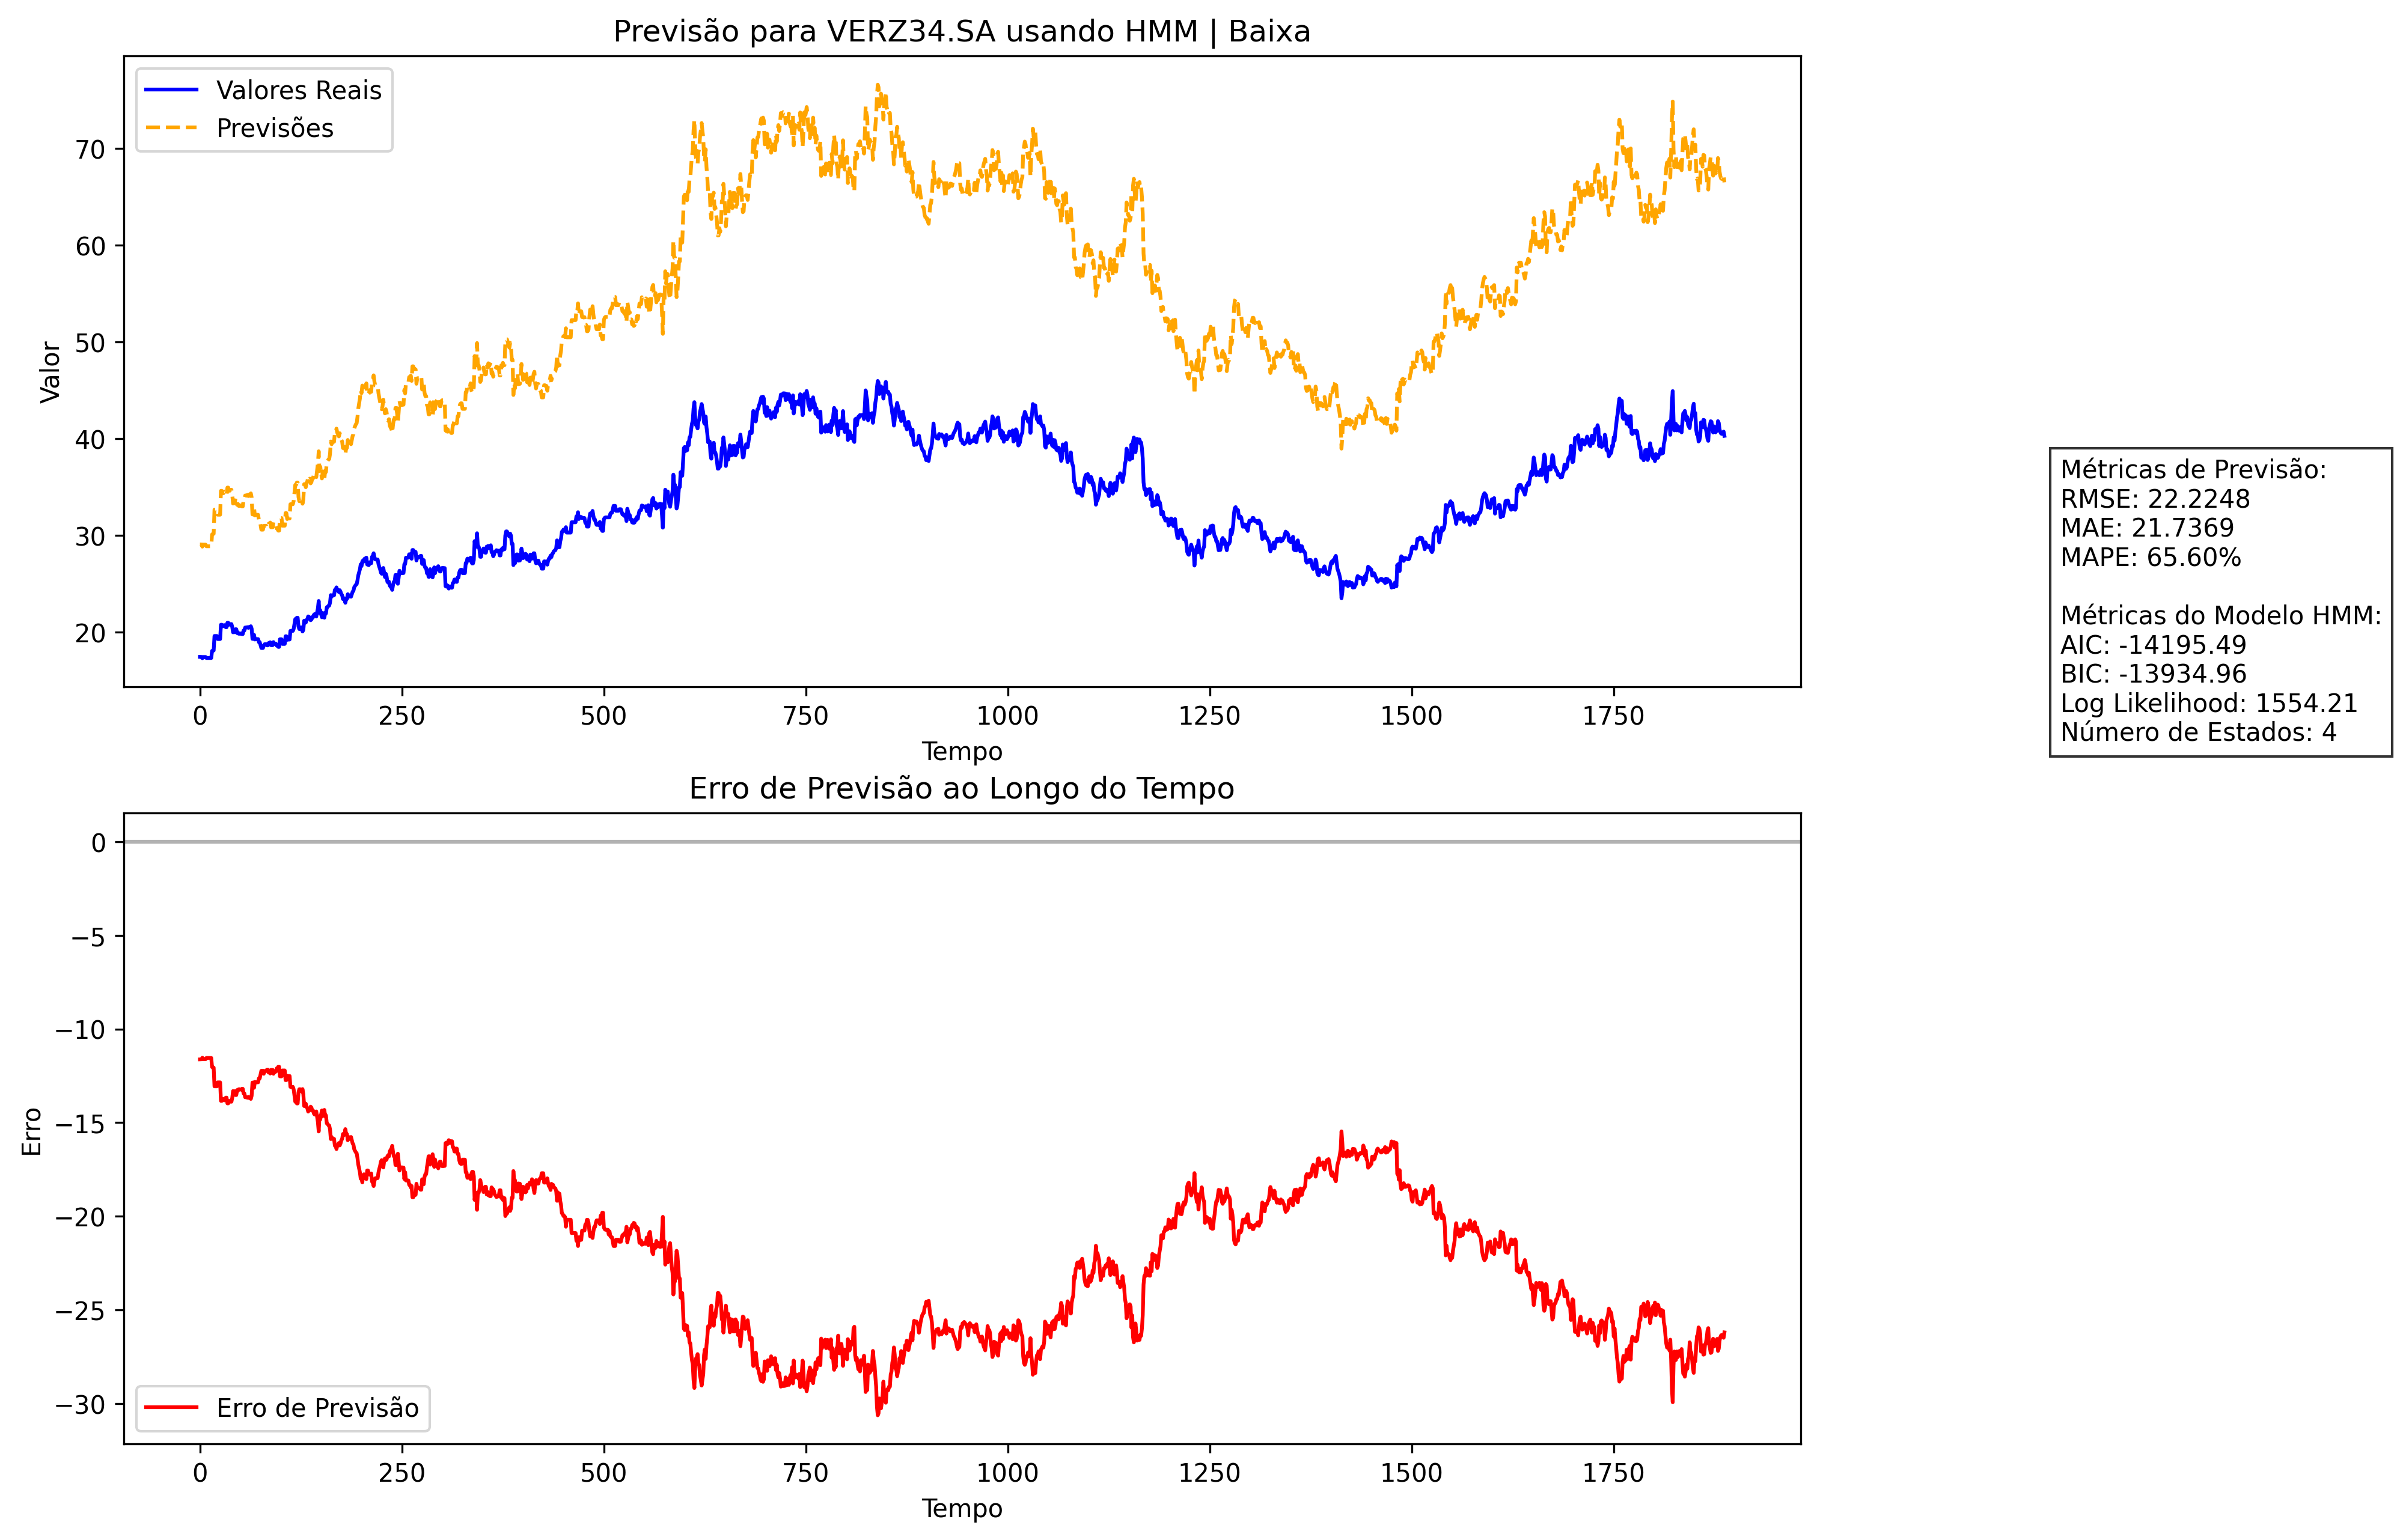 Previsão para VERZ34.SA usando HMM | Baixa
Valores Reais
Previsões
Valor
70
60
50
40
30
20
0 250 500 750 1000 1250 1500 1750
Tempo
Métricas de Previsão:
RMSE: 22.2248
MAE: 21.7369
MAPE: 65.60%
Métricas do Modelo HMM:
AIC: -14195.49
BIC: -13934.96
Log Likelihood: 1554.21
Número de Estados: 4
Erro de Previsão ao Longo do Tempo
Erro
0
−5
−10
−15
−20
−25
−30
Erro de Previsão
0 250 500 750 1000 1250 1500 1750
Tempo